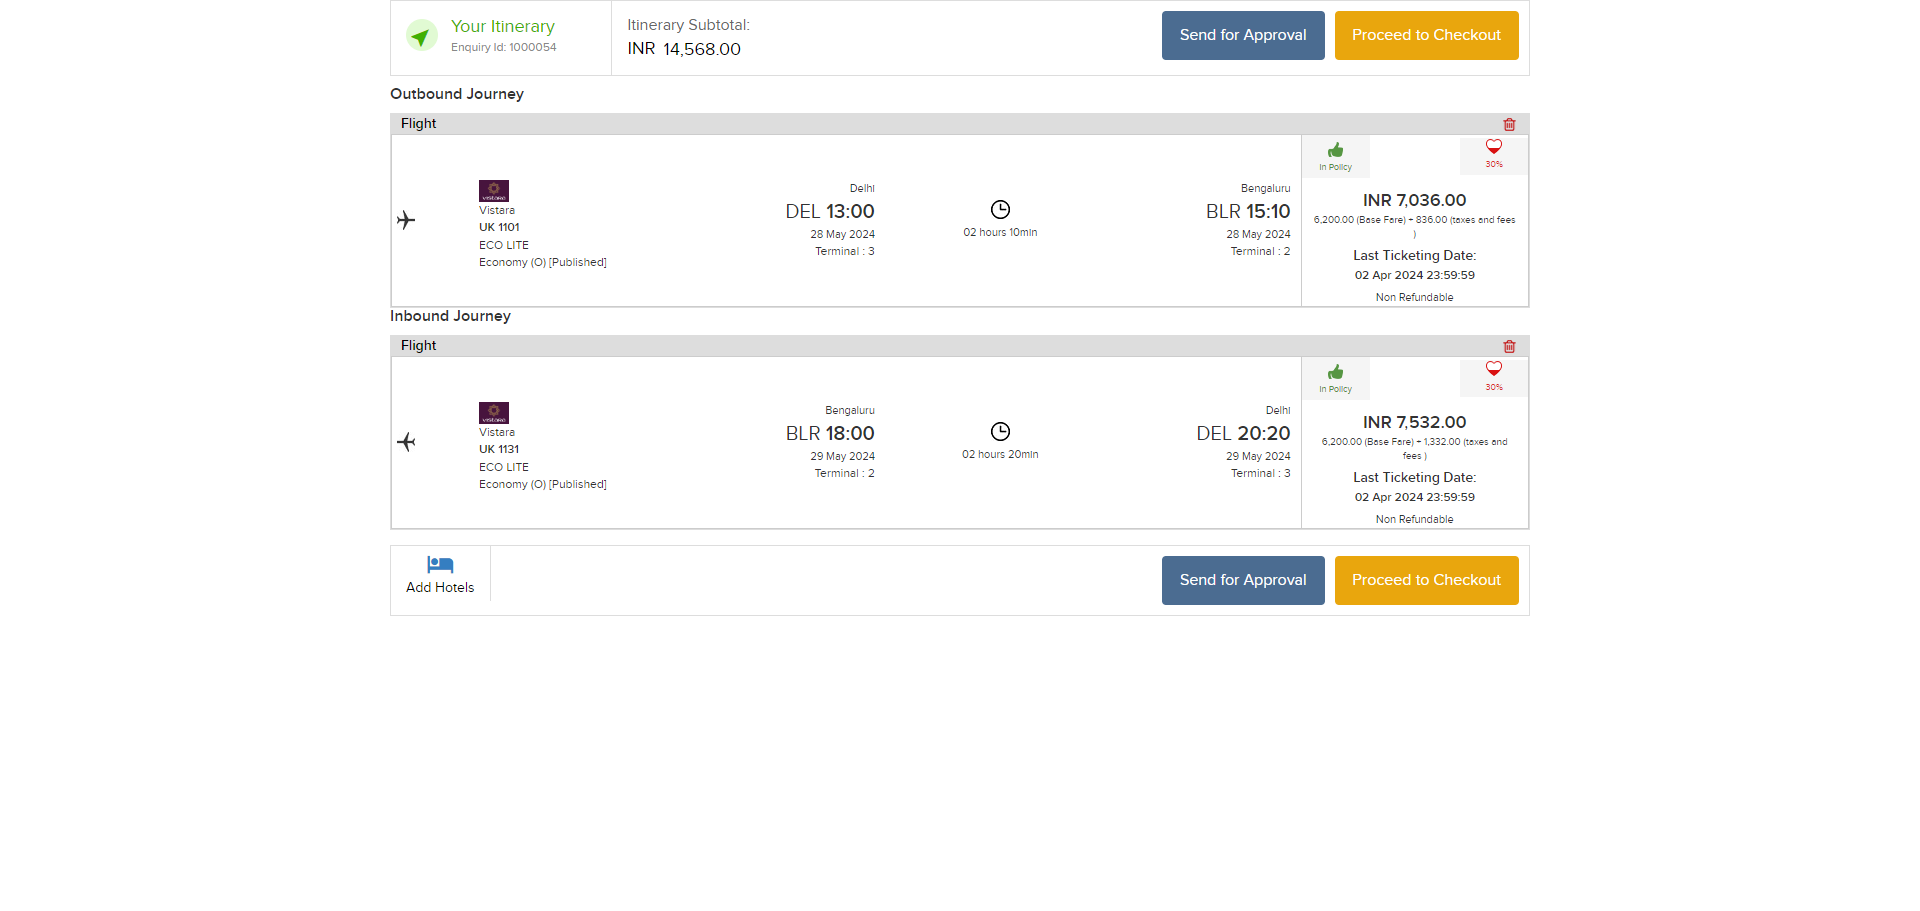 Your Itinerary
Enquiry Id: 1000054
Itinerary Subtotal:
INR 14,568.00
Send for Approval
Proceed to Checkout
Outbound Journey
Flight
VISTARA
Vistara
UK 1101
ECO LITE
Economy (O) [Published]
Delhi
DEL 13:00
28 May 2024
Terminal : 3
02 hours 10min
Bengaluru
BLR 15:10
28 May 2024
Terminal : 2
In Policy
30%
INR 7,036.00
6,200.00 (Base Fare) + 836.00 (taxes and fees
)
Last Ticketing Date:
02 Apr 2024 23:59:59
Non Refundable
Inbound Journey
Flight
VISTARA
Vistara
UK 1131
ECO LITE
Economy (O) [Published]
Bengaluru
BLR 18:00
29 May 2024
Terminal : 2
02 hours 20min
Delhi
DEL 20:20
29 May 2024
Terminal : 3
In Policy
30%
INR 7,532.00
6,200.00 (Base Fare) + 1,332.00 (taxes and
fees )
Last Ticketing Date:
02 Apr 2024 23:59:59
Non Refundable
Add Hotels
Send for Approval
Proceed to Checkout